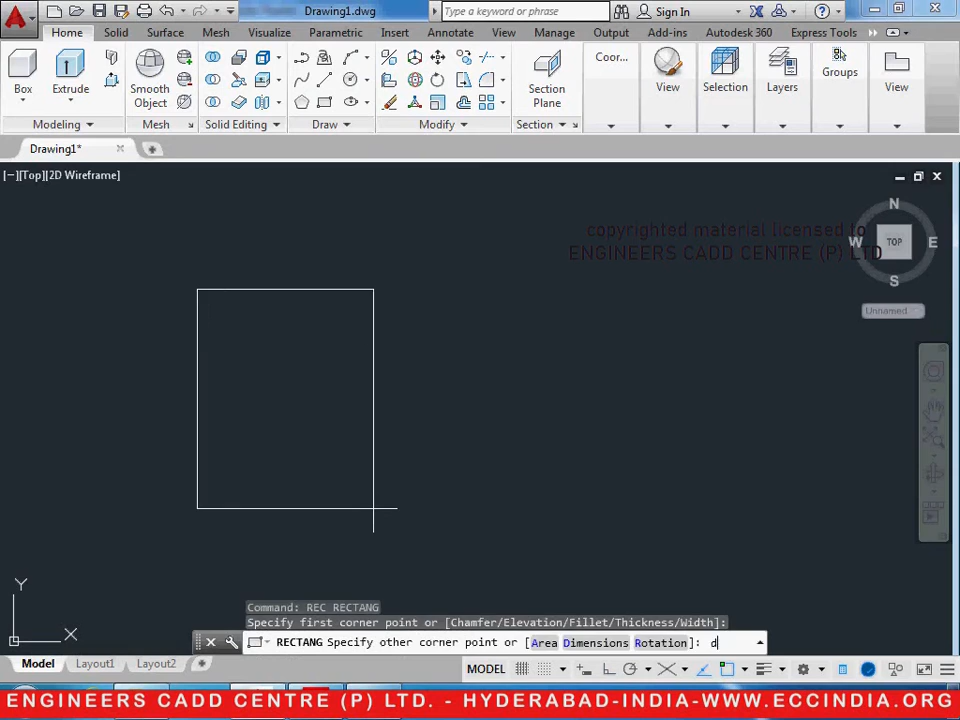 Drawing1.dwg
Type a keyword or phrase
Sign In
Home Solid Surface Mesh Visualize Parametric Insert Annotate View Manage Output Add-ins Autodesk 360 Express Tools
Box Extrude Smooth Object Section Plane Coor... View Selection Layers Groups View
Modeling Mesh Solid Editing Draw Modify Section
Drawing1*
[−][Top][2D Wireframe]
N
copyrighted material licensed to
W TOP E
ENGINEERS CADD CENTRE (P) LTD
S
Unnamed
Y
X
Command: REC RECTANG
Specify first corner point or [Chamfer/Elevation/Fillet/Thickness/Width]:
RECTANG Specify other corner point or [Area Dimensions Rotation]: d
Model Layout1 Layout2
MODEL
ENGINEERS CADD CENTRE (P) LTD. - HYDERABAD-WWW.ECCINDIA.ORG